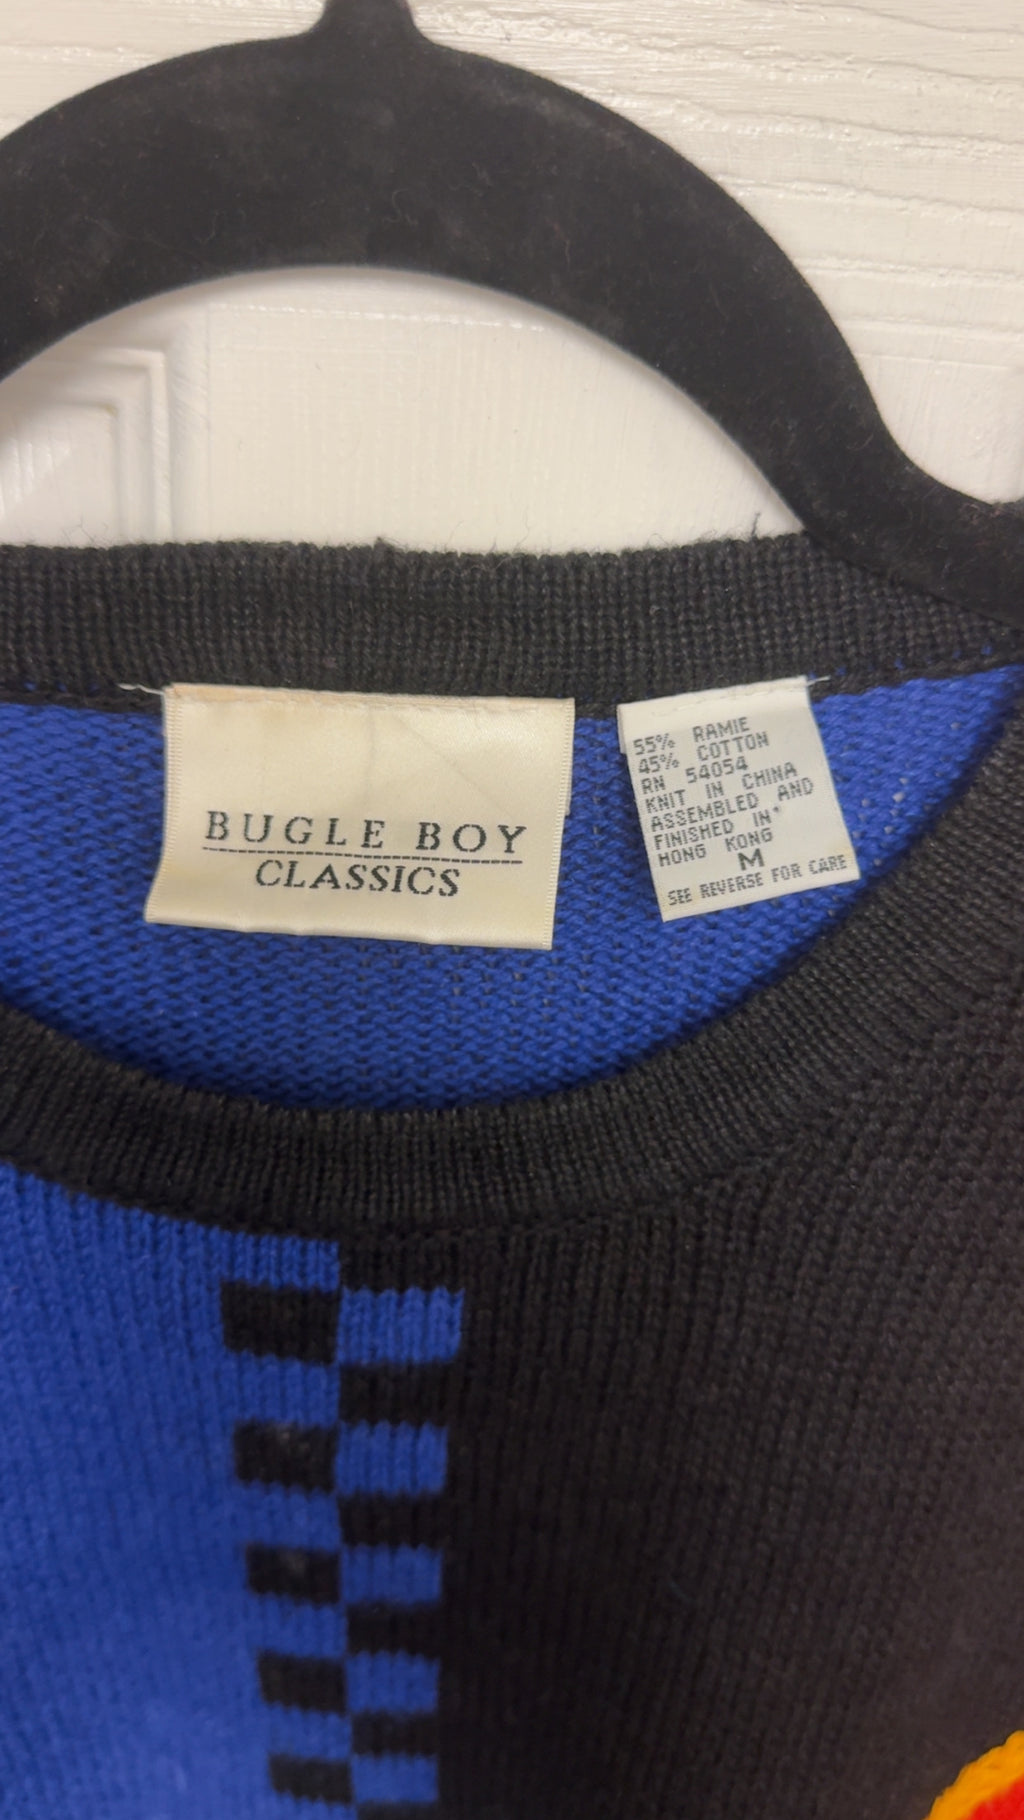 BUGLE BOY
CLASSICS
55% RAMIE
45% COTTON
RN 54054
KNIT IN CHINA
ASSEMBLED AND
FINISHED IN
HONG KONG
M
SEE REVERSE FOR CARE